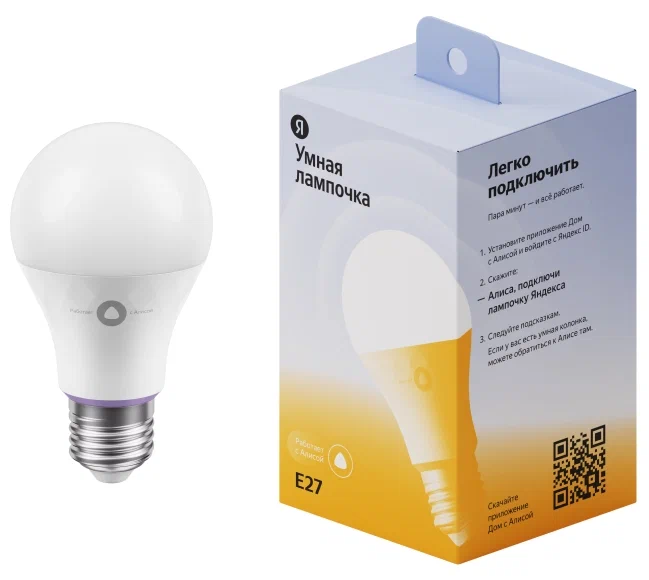 Работает с Алисой
Я
Умная
лампочка
Работает
с Алисой
E27
Легко
подключить
Пара минут — и всё работает.
1. Установите приложение Дом
с Алисой и войдите с Яндекс ID.
2. Скажите:
— Алиса, подключи
лампочку Яндекса
3. Следуйте подсказкам.
Если у вас есть умная колонка,
можете обратиться к Алисе там.
Скачайте
приложение
Дом с Алисой